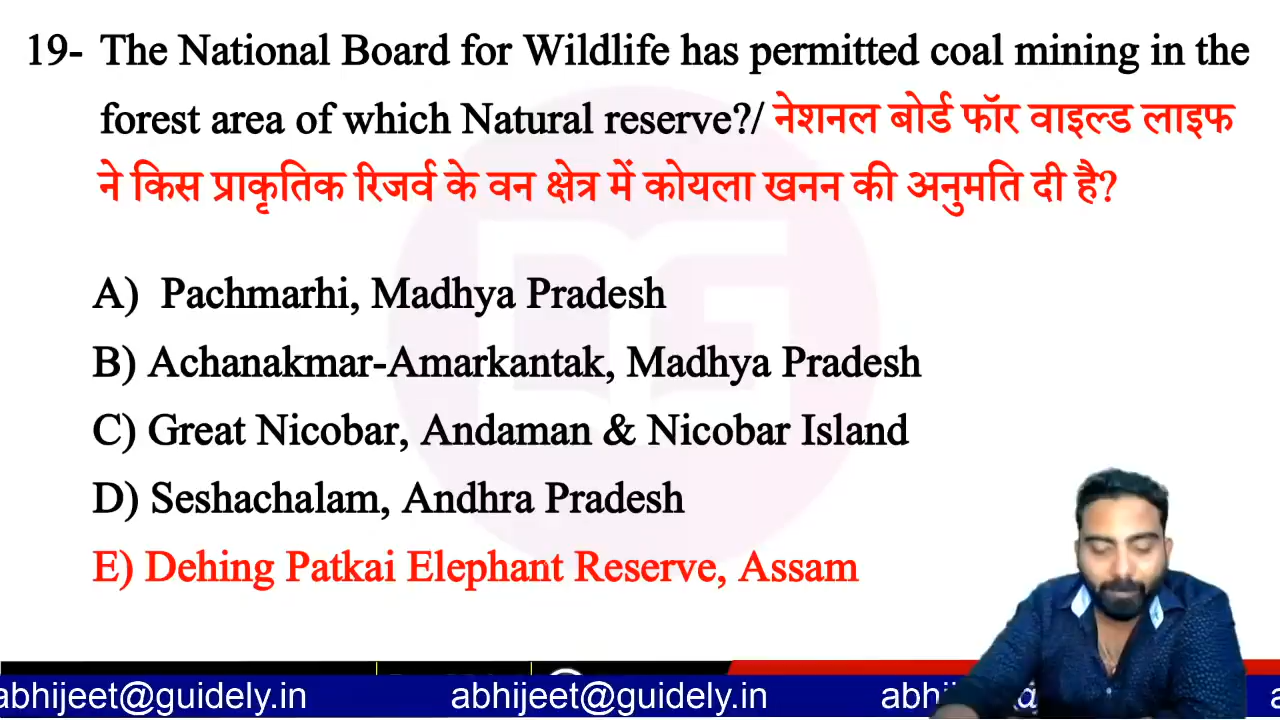 19- The National Board for Wildlife has permitted coal mining in the
forest area of which Natural reserve?/ नेशनल बोर्ड फॉर वाइल्ड लाइफ
ने किस प्राकृतिक रिजर्व के वन क्षेत्र में कोयला खनन की अनुमति दी है?
A) Pachmarhi, Madhya Pradesh
B) Achanakmar-Amarkantak, Madhya Pradesh
C) Great Nicobar, Andaman & Nicobar Island
D) Seshachalam, Andhra Pradesh
E) Dehing Patkai Elephant Reserve, Assam
abhijeet@guidely.in abhijeet@guidely.in abh